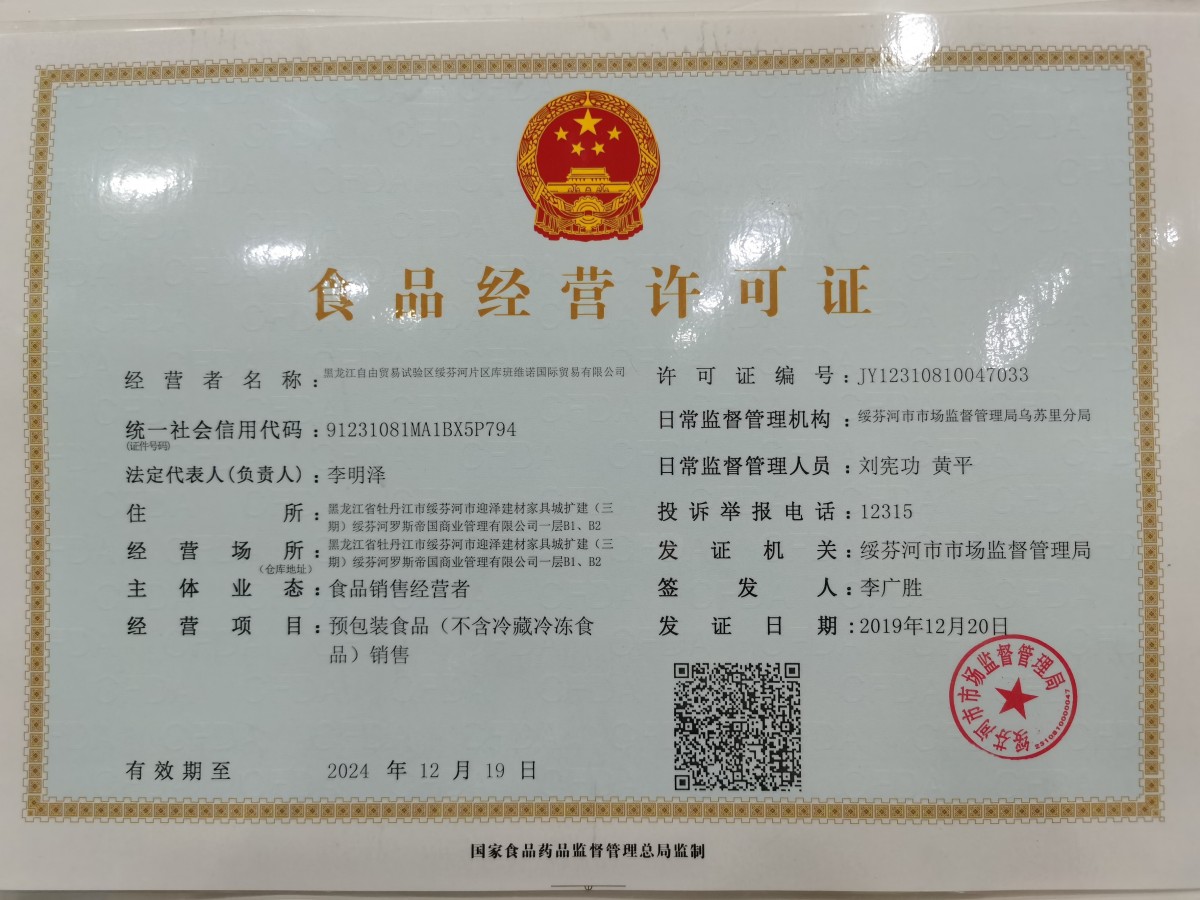 食品经营许可证
经营者名称：黑龙江自由贸易试验区绥芬河片区库班维诺国际贸易有限公司
统一社会信用代码：91231081MA1BX5P794
(证件号码)
法定代表人(负责人)：李明泽
住所：黑龙江省牡丹江市绥芬河市迎泽建材家具城扩建（三
期）绥芬河罗斯帝国商业管理有限公司一层B1、B2
经营场所：黑龙江省牡丹江市绥芬河市迎泽建材家具城扩建（三
（仓库地址）期）绥芬河罗斯帝国商业管理有限公司一层B1、B2
主体业态：食品销售经营者
经营项目：预包装食品（不含冷藏冷冻食
品）销售
有效期至 2024 年 12 月 19 日
许可证编号：JY12310810047033
日常监督管理机构：绥芬河市市场监督管理局乌苏里分局
日常监督管理人员：刘宪功 黄平
投诉举报电话：12315
发证机关：绥芬河市市场监督管理局
签发人：李广胜
发证日期：2019年12月20日
绥芬河市市场监督管理局
2310810000047
国家食品药品监督管理总局监制